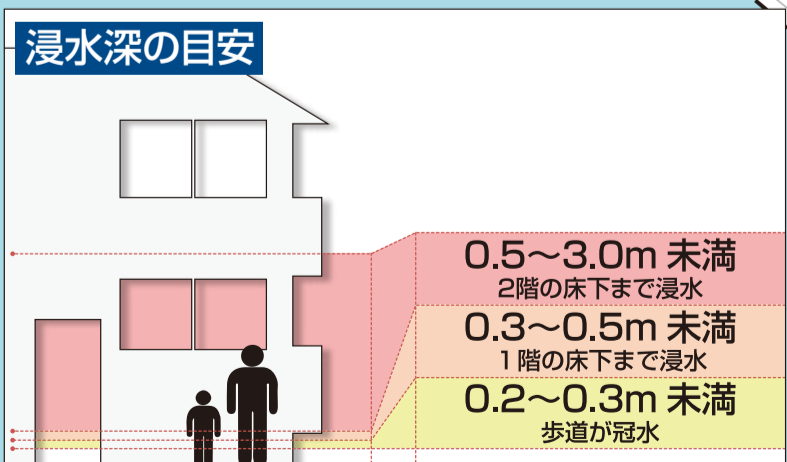 浸水深の目安
0.5～3.0m 未満
2階の床下まで浸水
0.3～0.5m 未満
1階の床下まで浸水
0.2～0.3m 未満
歩道が冠水